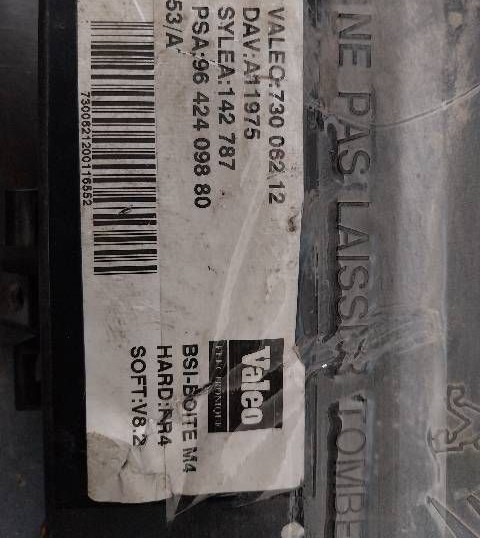 VALEO:730 062 12
DAV:A11975
SYLEA:142 787
PSA:96 424 098 80
53/A
7300621200116552
Valeo
ELECTRONIQUE
BSI-BOITE M4
HARD:AR4
SOFT:V8.2
NE PAS LAISSER TOMBE